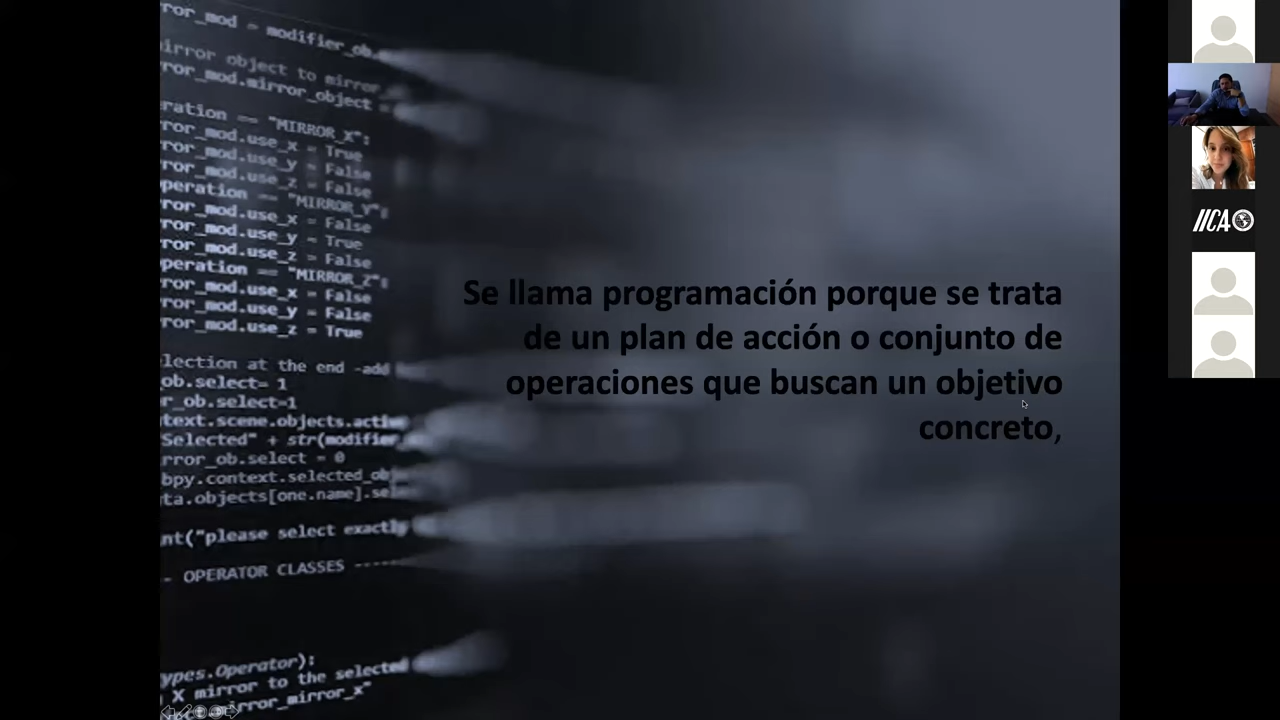 ror_mod = modifier_ob.
mirror object to mirror
ror_mod.mirror_object =
ration == "MIRROR_X":
ror_mod.use_x = True
ror_mod.use_y = False
ror_mod.use_z = False
operation == "MIRROR_Y":
ror_mod.use_x = False
ror_mod.use_y = True
ror_mod.use_z = False
operation == "MIRROR_Z":
ror_mod.use_x = False
ror_mod.use_y = False
ror_mod.use_z = True
election at the end -add
ob.select= 1
r_ob.select=1
text.scene.objects.activ
Selected" + str(modifier
rror_ob.select = 0
bpy.context.selected_obj
ta.objects[one.name].sel
nt("please select exactly
- OPERATOR CLASSES -----
types.Operator):
X mirror to the selected
rror_mirror_x"
Se llama programación porque se trata
de un plan de acción o conjunto de
operaciones que buscan un objetivo
concreto,
IICA